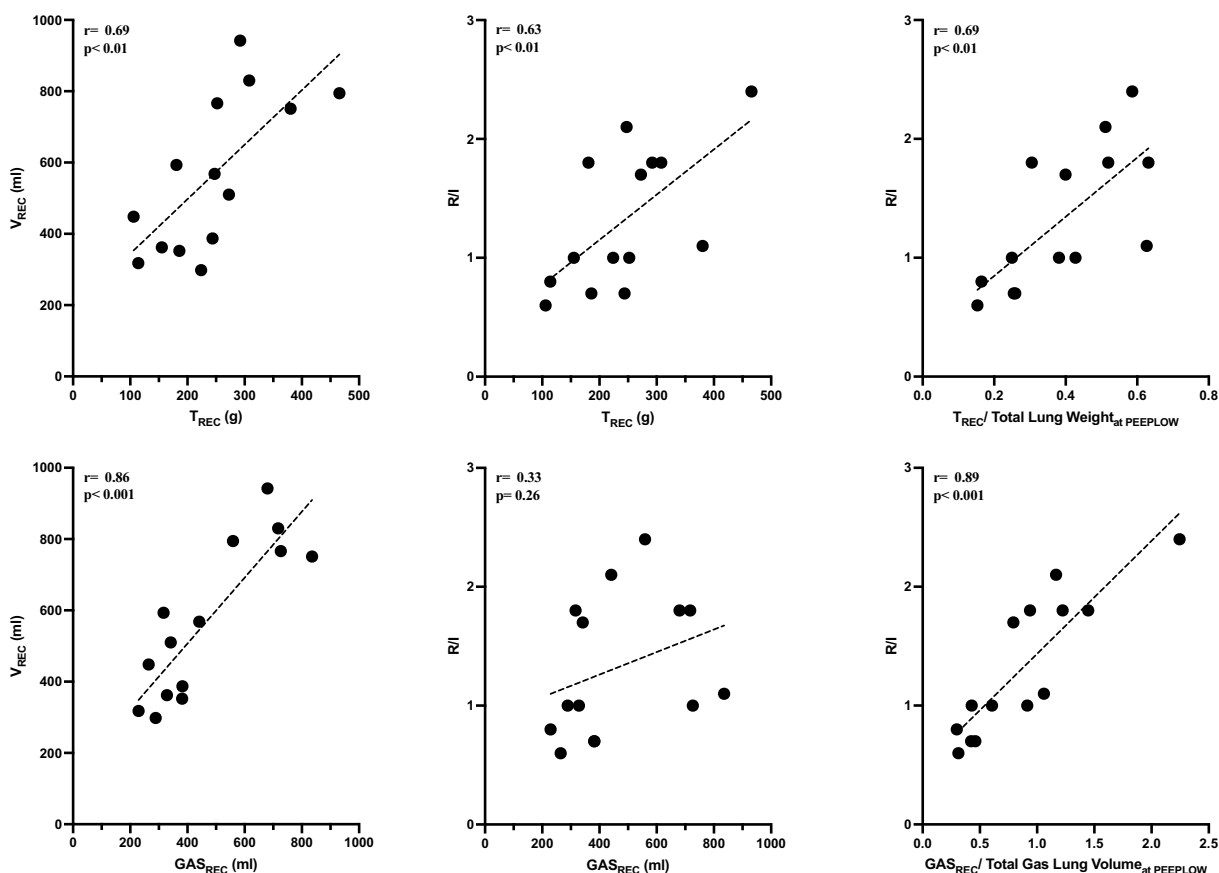 r= 0.69
p< 0.01
1000
800
600
400
200
0
V_REC (ml)
0 100 200 300 400 500
T_REC (g)
r= 0.63
p< 0.01
3
2
1
0
R/I
0 100 200 300 400 500
T_REC (g)
r= 0.69
p< 0.01
3
2
1
0
R/I
0.0 0.2 0.4 0.6 0.8
T_REC/ Total Lung Weight_at PEEPLOW
r= 0.86
p< 0.001
1000
800
600
400
200
0
V_REC (ml)
0 200 400 600 800 1000
GAS_REC (ml)
r= 0.33
p= 0.26
3
2
1
0
R/I
0 200 400 600 800 1000
GAS_REC (ml)
r= 0.89
p< 0.001
3
2
1
0
R/I
0.0 0.5 1.0 1.5 2.0 2.5
GAS_REC/ Total Gas Lung Volume_at PEEPLOW